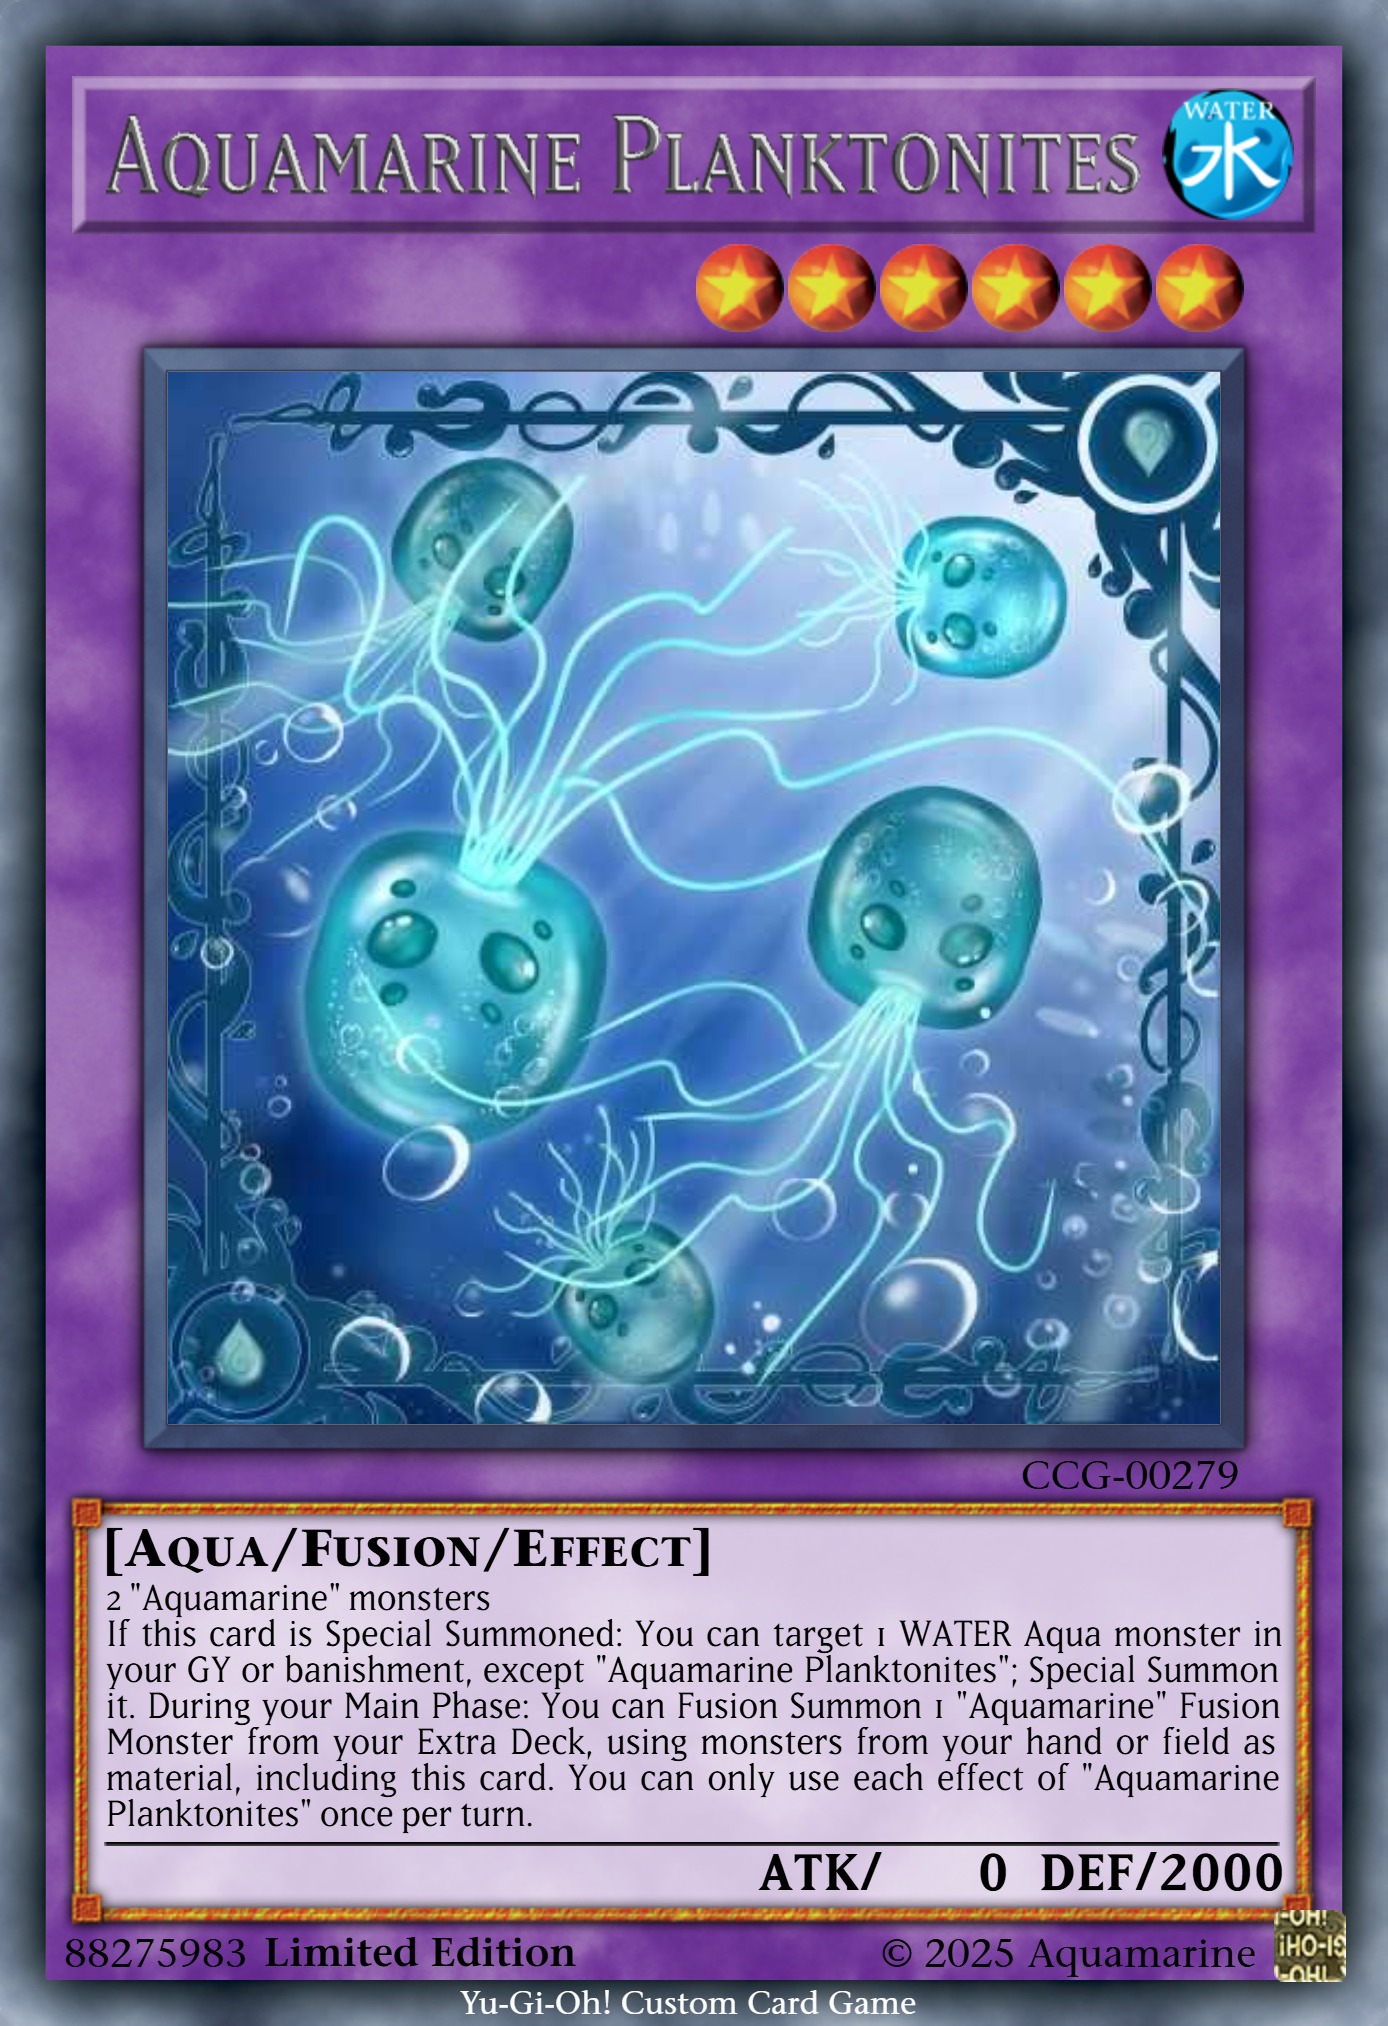 AQUAMARINE PLANKTONITES
WATER
水
CCG-00279
[AQUA/FUSION/EFFECT]
2 "Aquamarine" monsters
If this card is Special Summoned: You can target 1 WATER Aqua monster in
your GY or banishment, except "Aquamarine Planktonites"; Special Summon
it. During your Main Phase: You can Fusion Summon 1 "Aquamarine" Fusion
Monster from your Extra Deck, using monsters from your hand or field as
material, including this card. You can only use each effect of "Aquamarine
Planktonites" once per turn.
ATK/ 0 DEF/2000
88275983 Limited Edition © 2025 Aquamarine
Yu-Gi-Oh! Custom Card Game